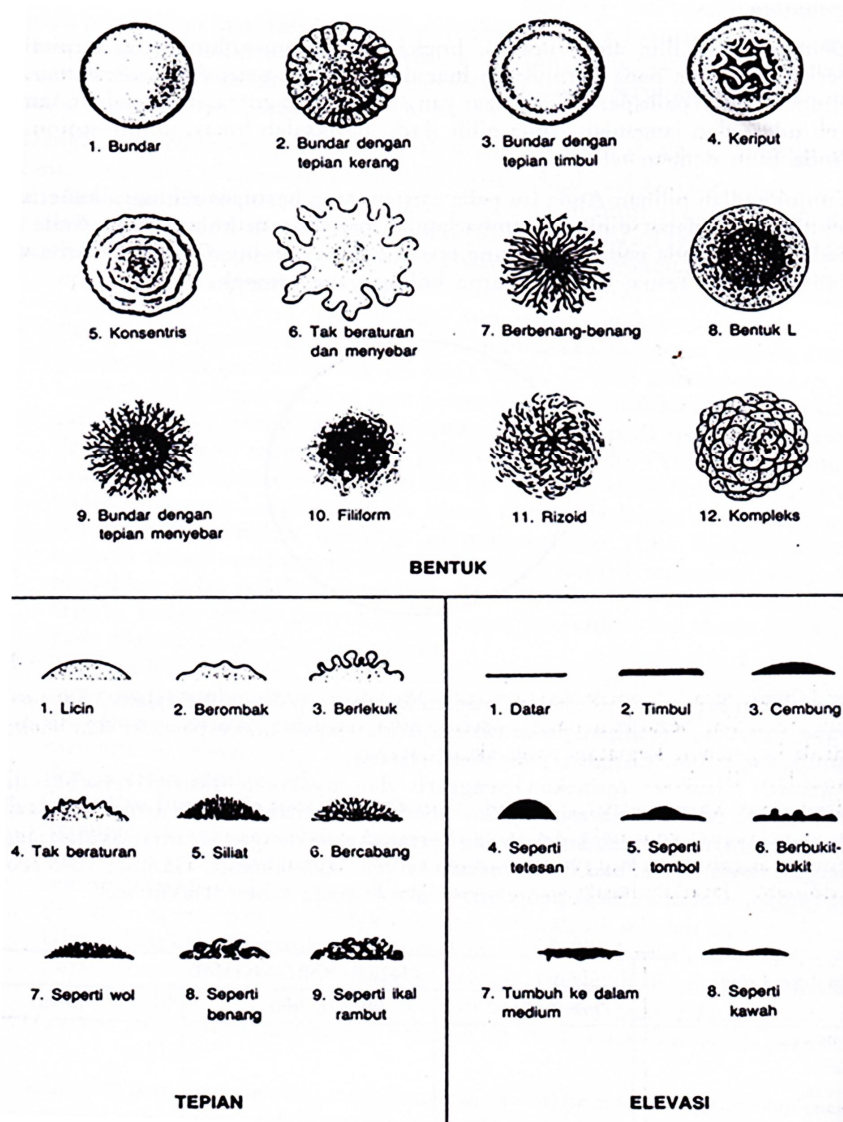 1. Bundar
2. Bundar dengan
tepian kerang
3. Bundar dengan
tepian timbul
4. Keriput
5. Konsentris
6. Tak beraturan
dan menyebar
7. Berbenang-benang
8. Bentuk L
9. Bundar dengan
tepian menyebar
10. Filiform
11. Rizoid
12. Kompleks
BENTUK
1. Licin
2. Berombak
3. Berlekuk
4. Tak beraturan
5. Siliat
6. Bercabang
7. Seperti wol
8. Seperti
benang
9. Seperti ikal
rambut
TEPIAN
1. Datar
2. Timbul
3. Cembung
4. Seperti
tetesan
5. Seperti
tombol
6. Berbukit-
bukit
7. Tumbuh ke dalam
medium
8. Seperti
kawah
ELEVASI